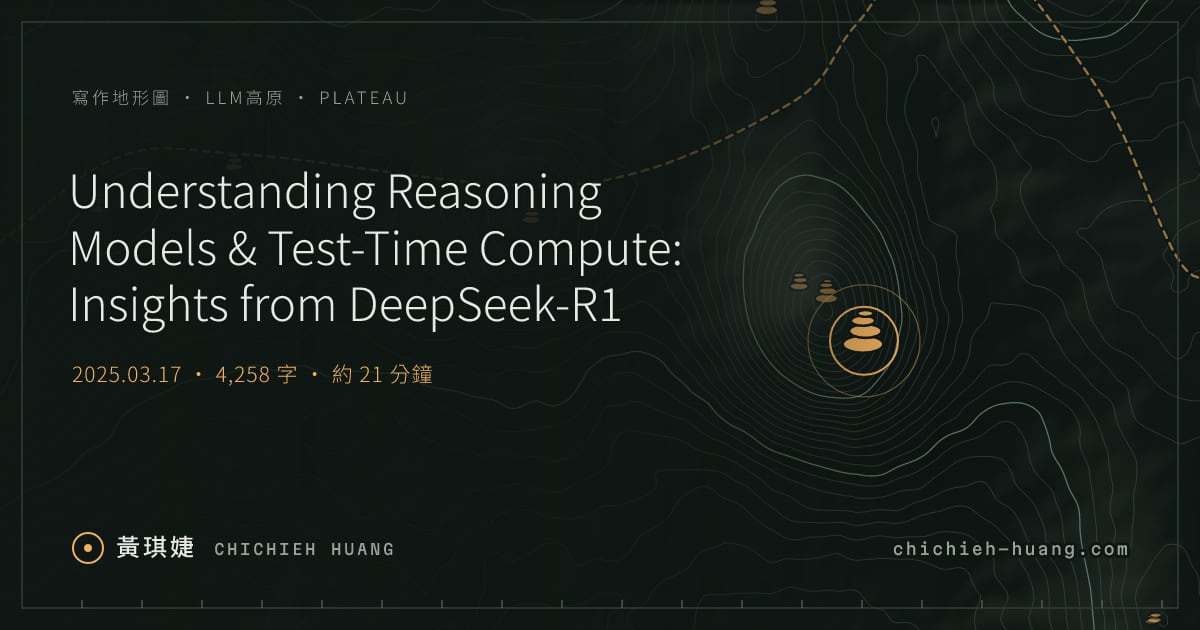 寫作地形圖 · LLM高原 · PLATEAU
Understanding Reasoning
Models & Test-Time Compute:
Insights from DeepSeek-R1
2025.03.17 · 4,258 字 · 約 21 分鐘
黃琪婕 CHICHIEH HUANG
chichieh-huang.com